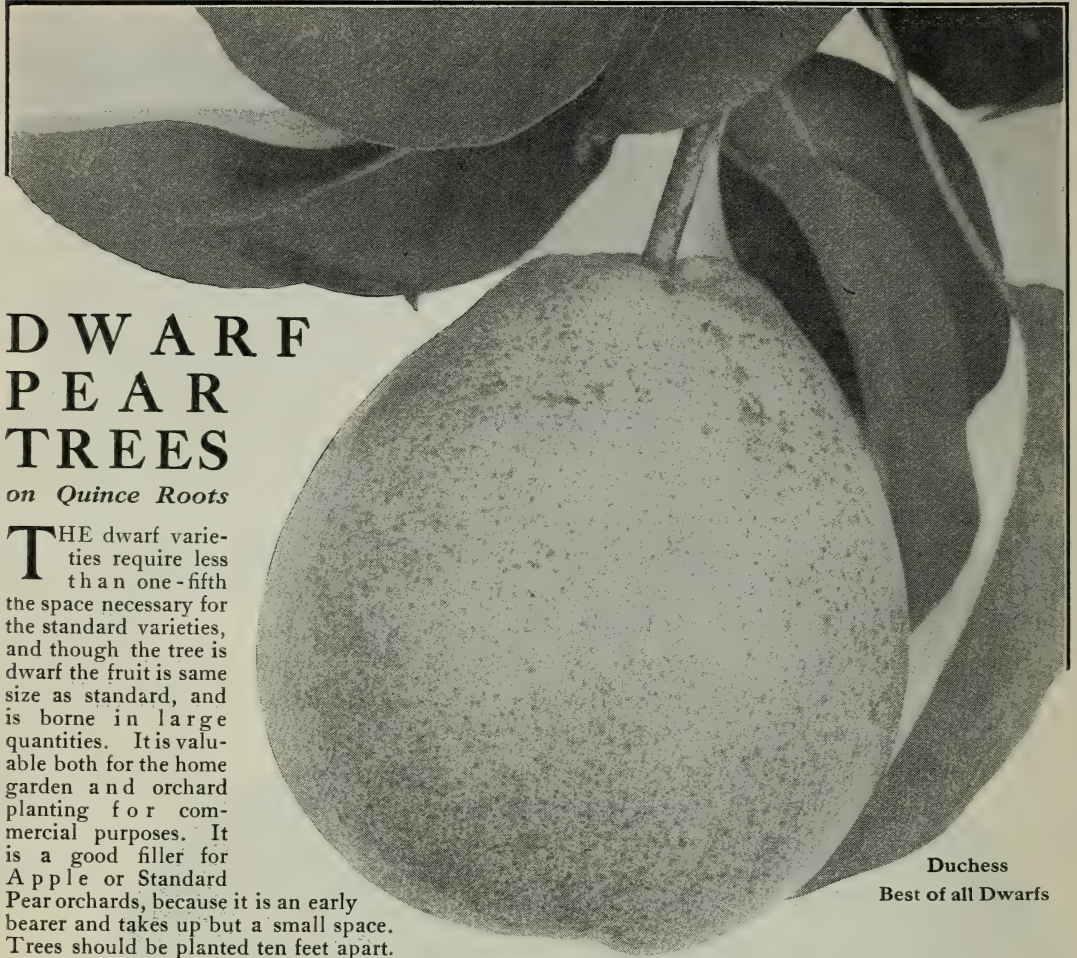 DWARF
PEAR
TREES
on Quince Roots
THE dwarf varie-
ties require less
than one-fifth
the space necessary for
the standard varieties,
and though the tree is
dwarf the fruit is same
size as standard, and
is borne in large
quantities. It is valu-
able both for the home
garden and orchard
planting for com-
mercial purposes. It
is a good filler for
Apple or Standard
Pear orchards, because it is an early
bearer and takes up but a small space.
Trees should be planted ten feet apart.
Duchess
Best of all Dwarfs